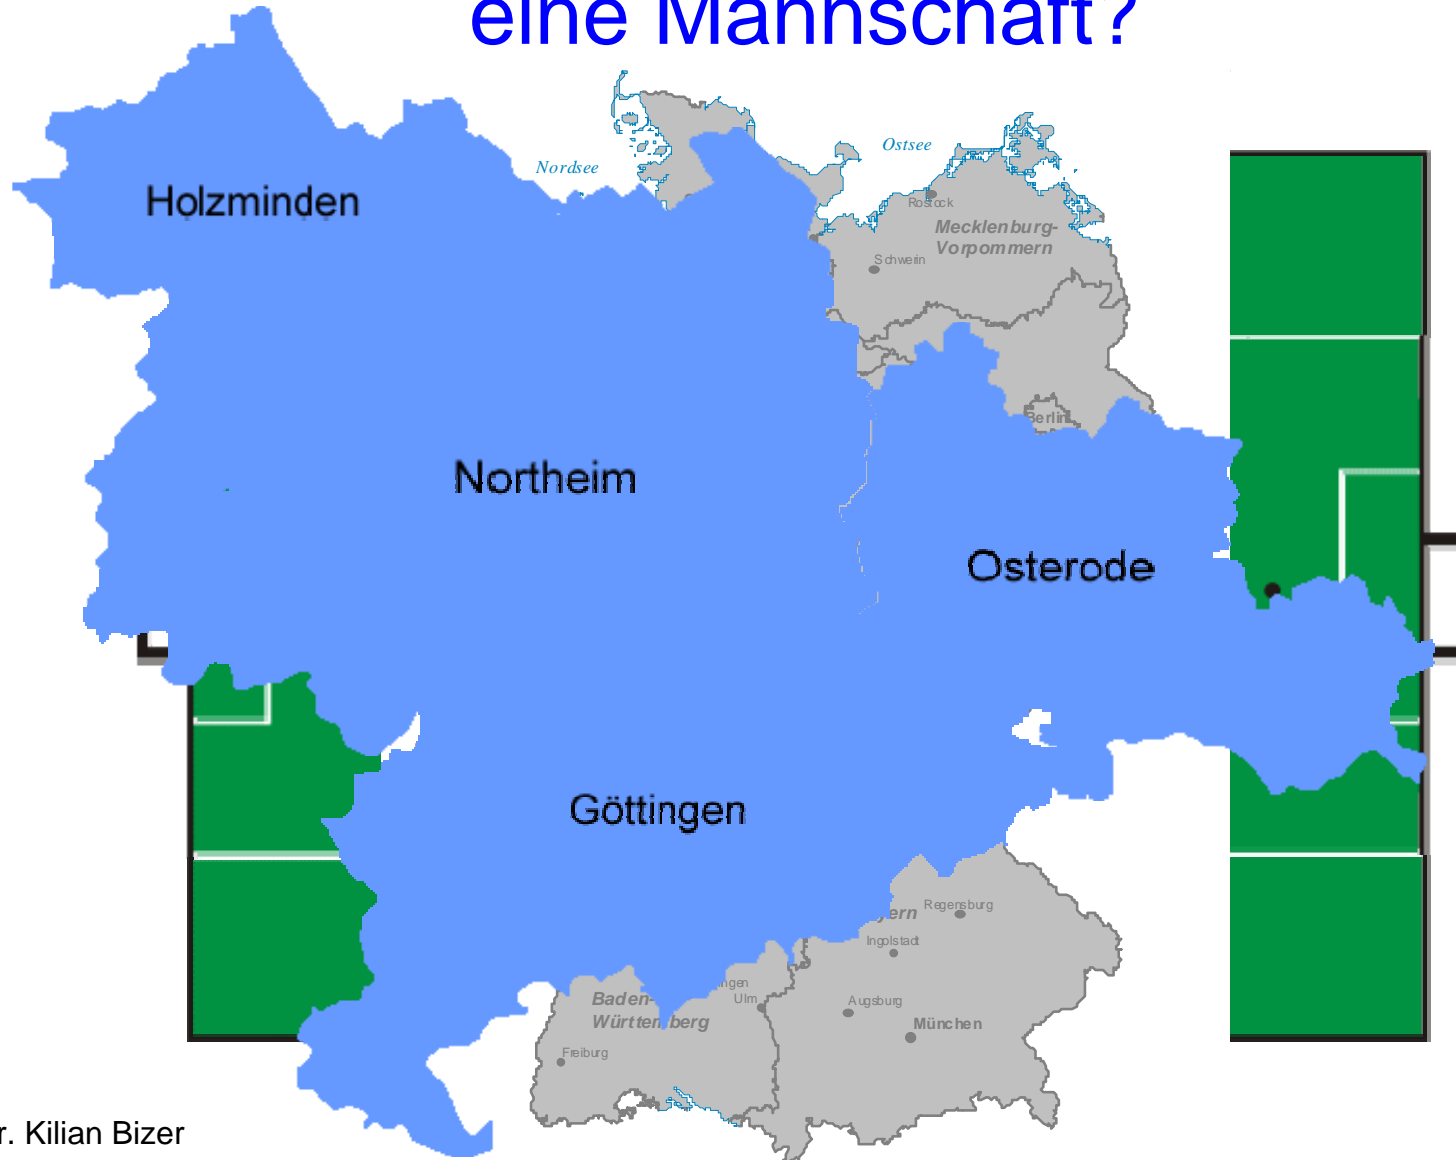 eine Mannschaft?
Nordsee
Ostsee
Holzminden
Rostock
Mecklenburg-
Vorpommern
Schwerin
Berlin
Northeim
Osterode
Göttingen
Regensburg
Ingolstadt
Ulm
Baden-
Württemberg
Augsburg
München
Freiburg
r. Kilian Bizer